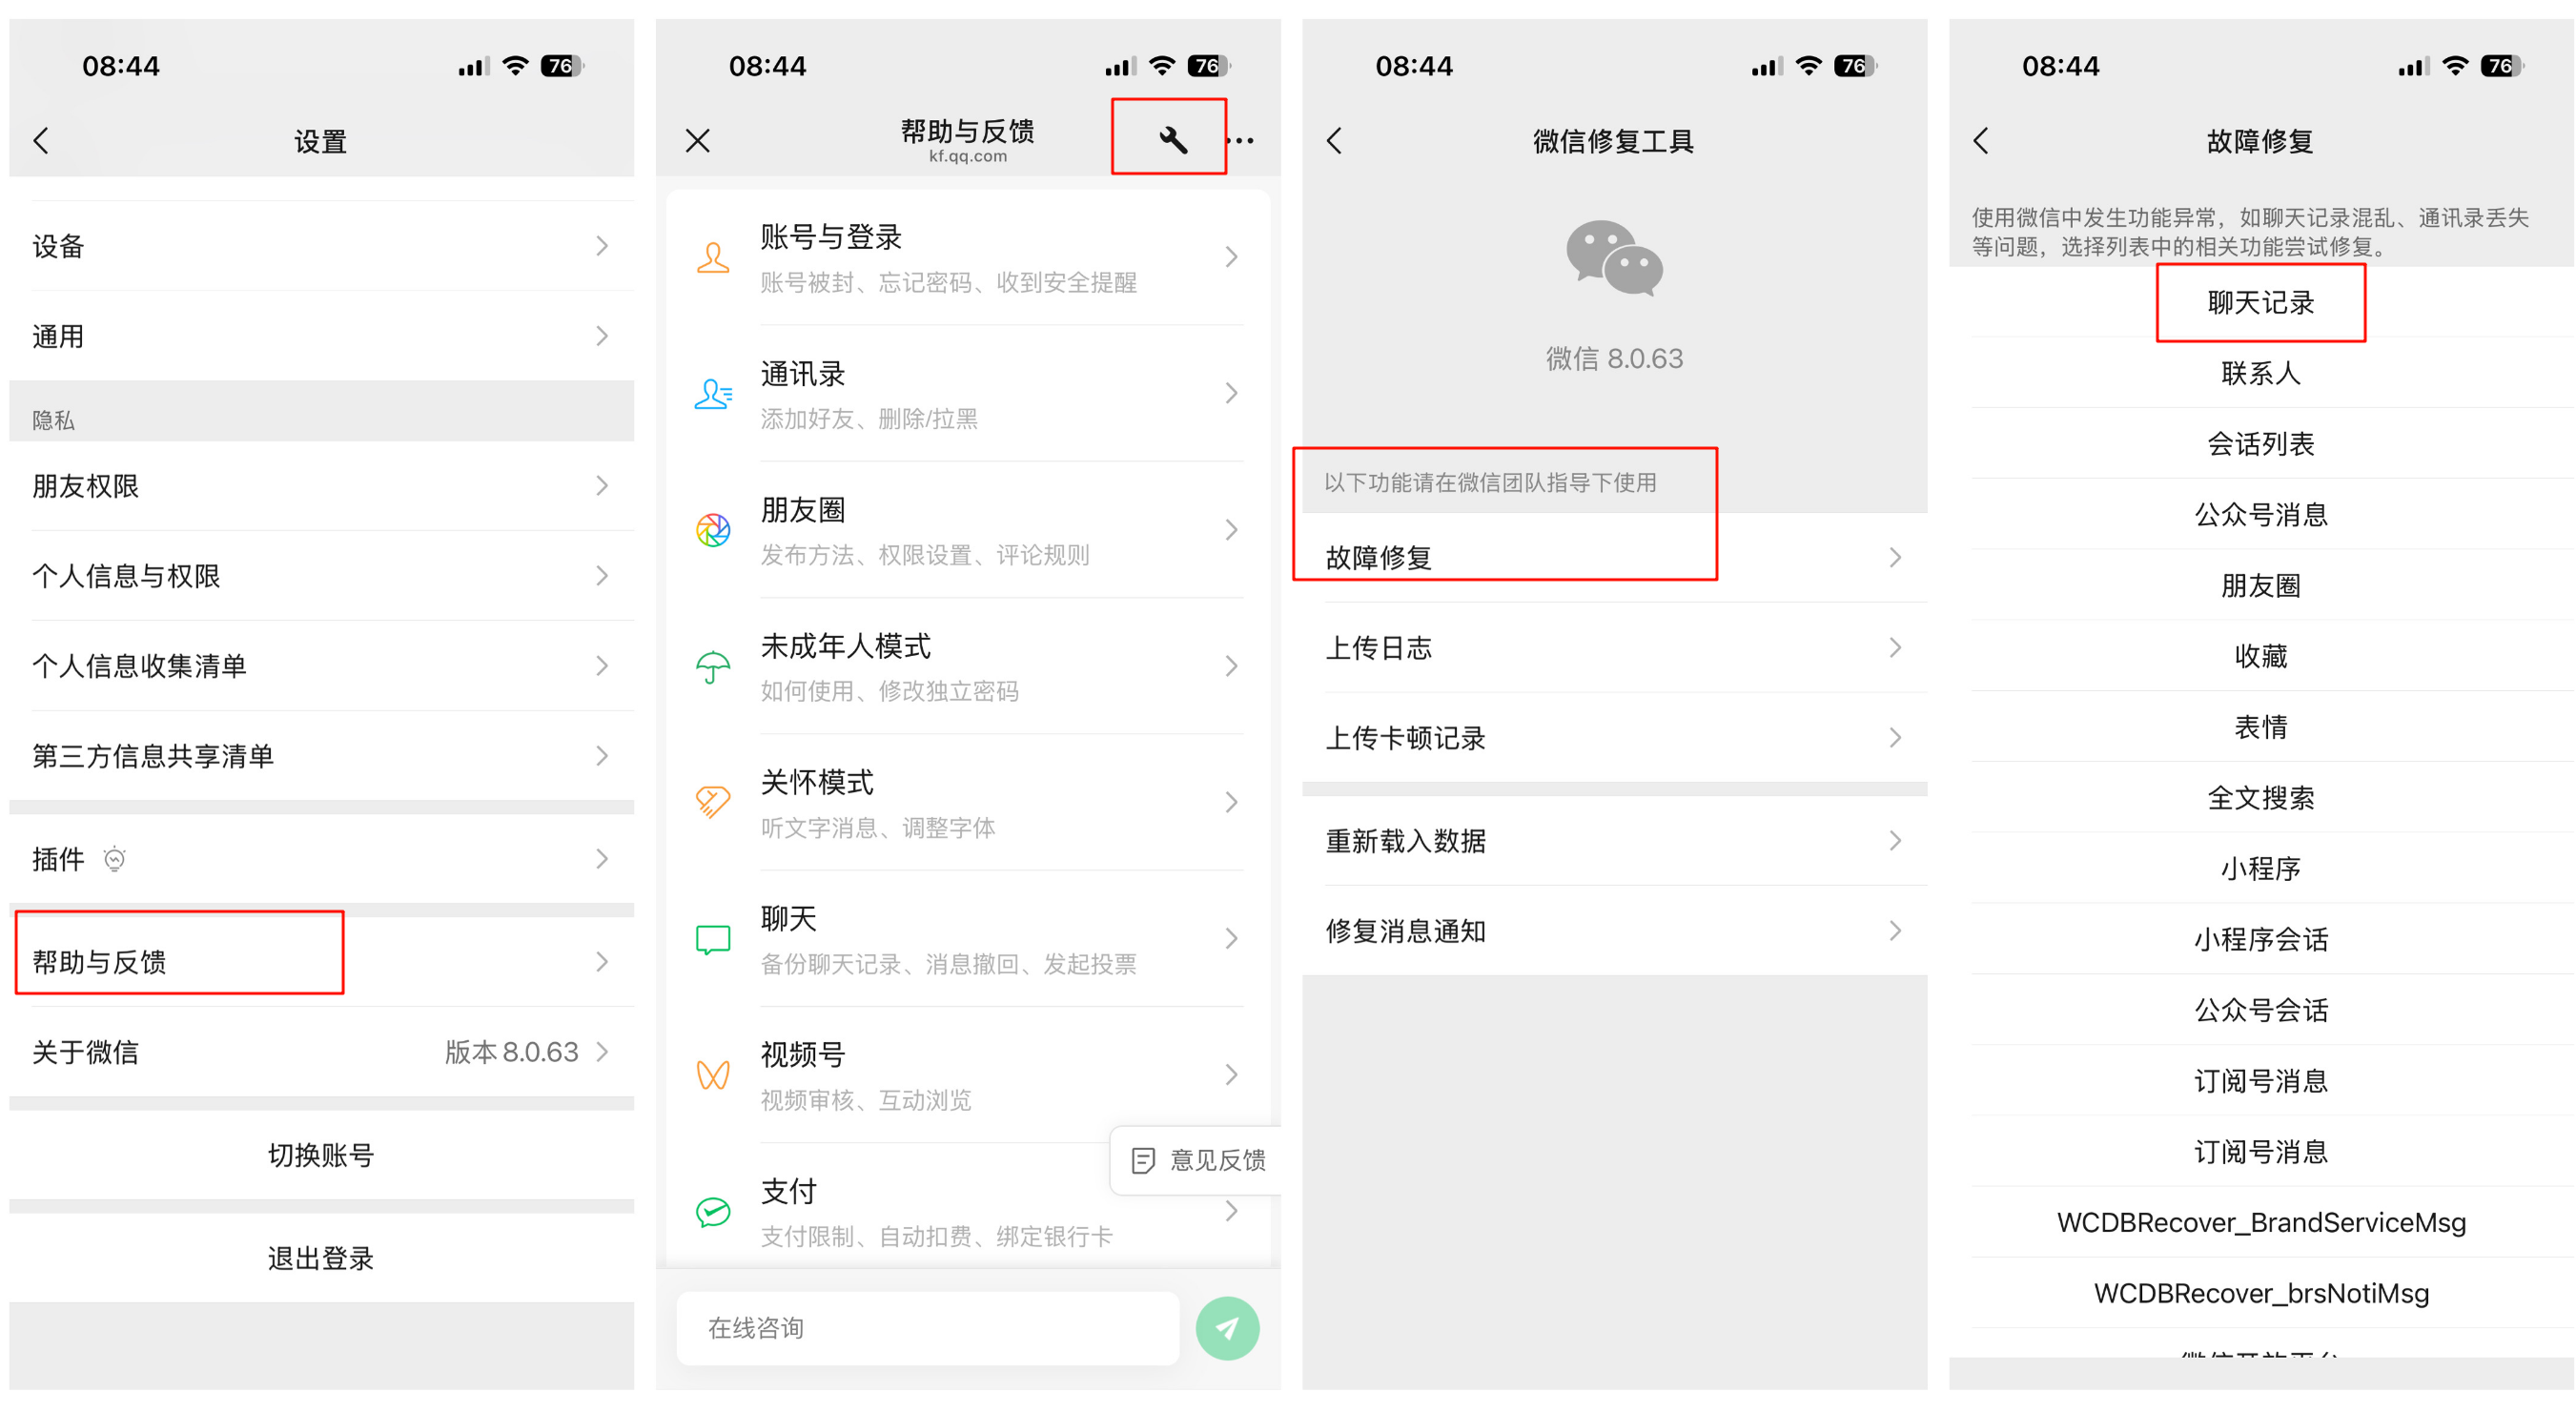 08:44
76
设置
设备
通用
隐私
朋友权限
个人信息与权限
个人信息收集清单
第三方信息共享清单
插件
帮助与反馈
关于微信
版本 8.0.63
切换账号
退出登录
08:44
76
帮助与反馈
kf.qq.com
账号与登录
账号被封、忘记密码、收到安全提醒
通讯录
添加好友、删除/拉黑
朋友圈
发布方法、权限设置、评论规则
未成年人模式
如何使用、修改独立密码
关怀模式
听文字消息、调整字体
聊天
备份聊天记录、消息撤回、发起投票
视频号
视频审核、互动浏览
意见反馈
支付
支付限制、自动扣费、绑定银行卡
在线咨询
08:44
76
微信修复工具
微信 8.0.63
以下功能请在微信团队指导下使用
故障修复
上传日志
上传卡顿记录
重新载入数据
修复消息通知
08:44
76
故障修复
使用微信中发生功能异常，如聊天记录混乱、通讯录丢失
等问题，选择列表中的相关功能尝试修复。
聊天记录
联系人
会话列表
公众号消息
朋友圈
收藏
表情
全文搜索
小程序
小程序会话
公众号会话
订阅号消息
订阅号消息
WCDBRecover_BrandServiceMsg
WCDBRecover_brsNotiMsg